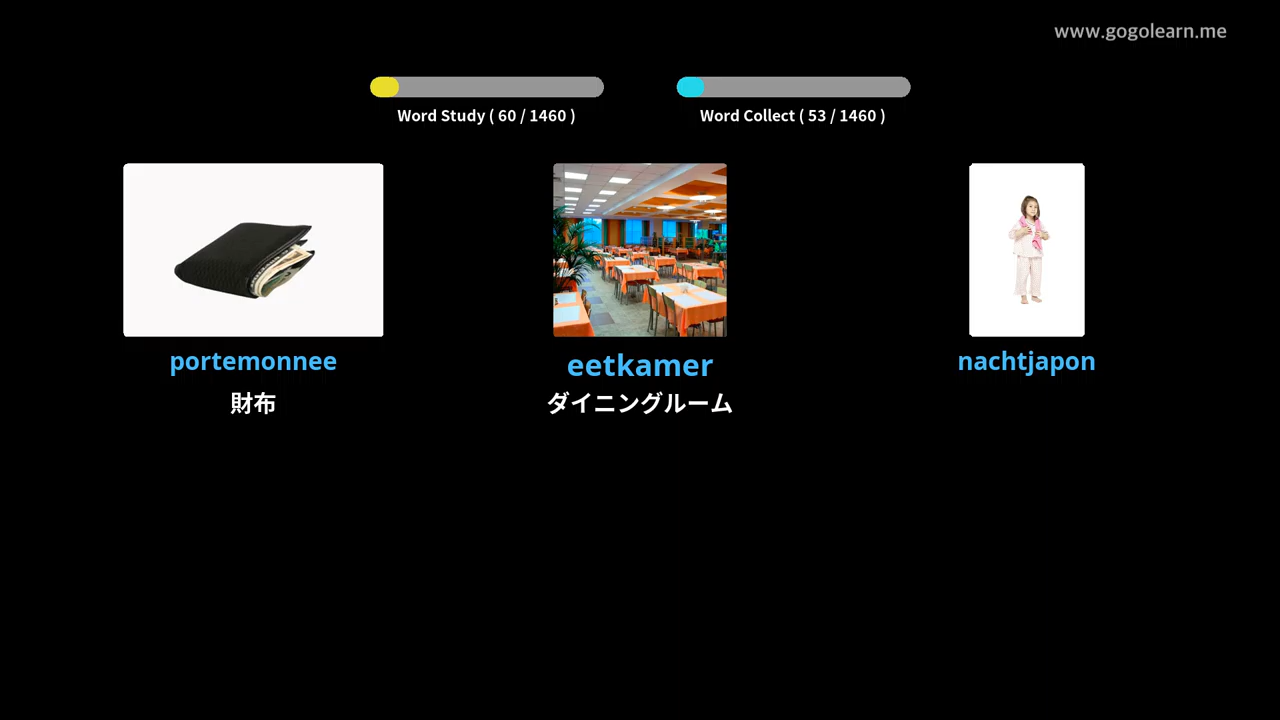 www.gogolearn.me
Word Study ( 60 / 1460 )
Word Collect ( 53 / 1460 )
portemonnee
eetkamer
nachtjapon
財布
ダイニングルーム